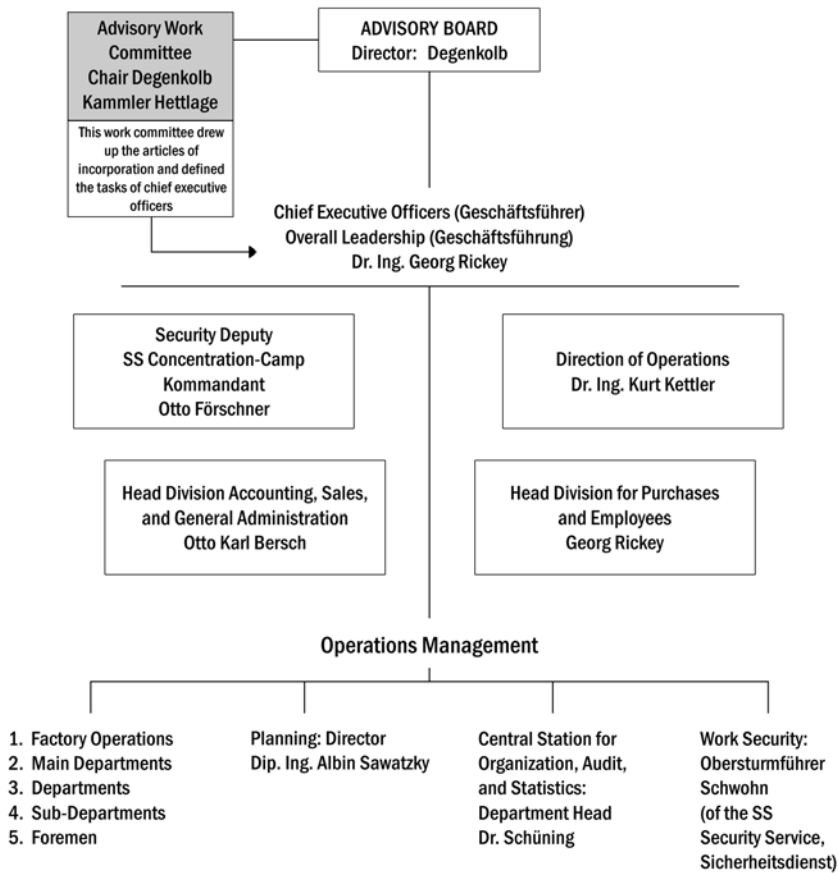 Advisory Work
Committee
Chair Degenkolb
Kammler Hettlage
This work committee drew
up the articles of
incorporation and defined
the tasks of chief executive
officers
ADVISORY BOARD
Director: Degenkolb
Chief Executive Officers (Geschäftsführer)
Overall Leadership (Geschäftsführung)
Dr. Ing. Georg Rickey
Security Deputy
SS Concentration-Camp
Kommandant
Otto Förschner
Direction of Operations
Dr. Ing. Kurt Kettler
Head Division Accounting, Sales,
and General Administration
Otto Karl Bersch
Head Division for Purchases
and Employees
Georg Rickey
Operations Management
1. Factory Operations
2. Main Departments
3. Departments
4. Sub-Departments
5. Foremen
Planning: Director
Dip. Ing. Albin Sawatzky
Central Station for
Organization, Audit,
and Statistics:
Department Head
Dr. Schüning
Work Security:
Obersturmführer
Schwohn
(of the SS
Security Service,
Sicherheitsdienst)